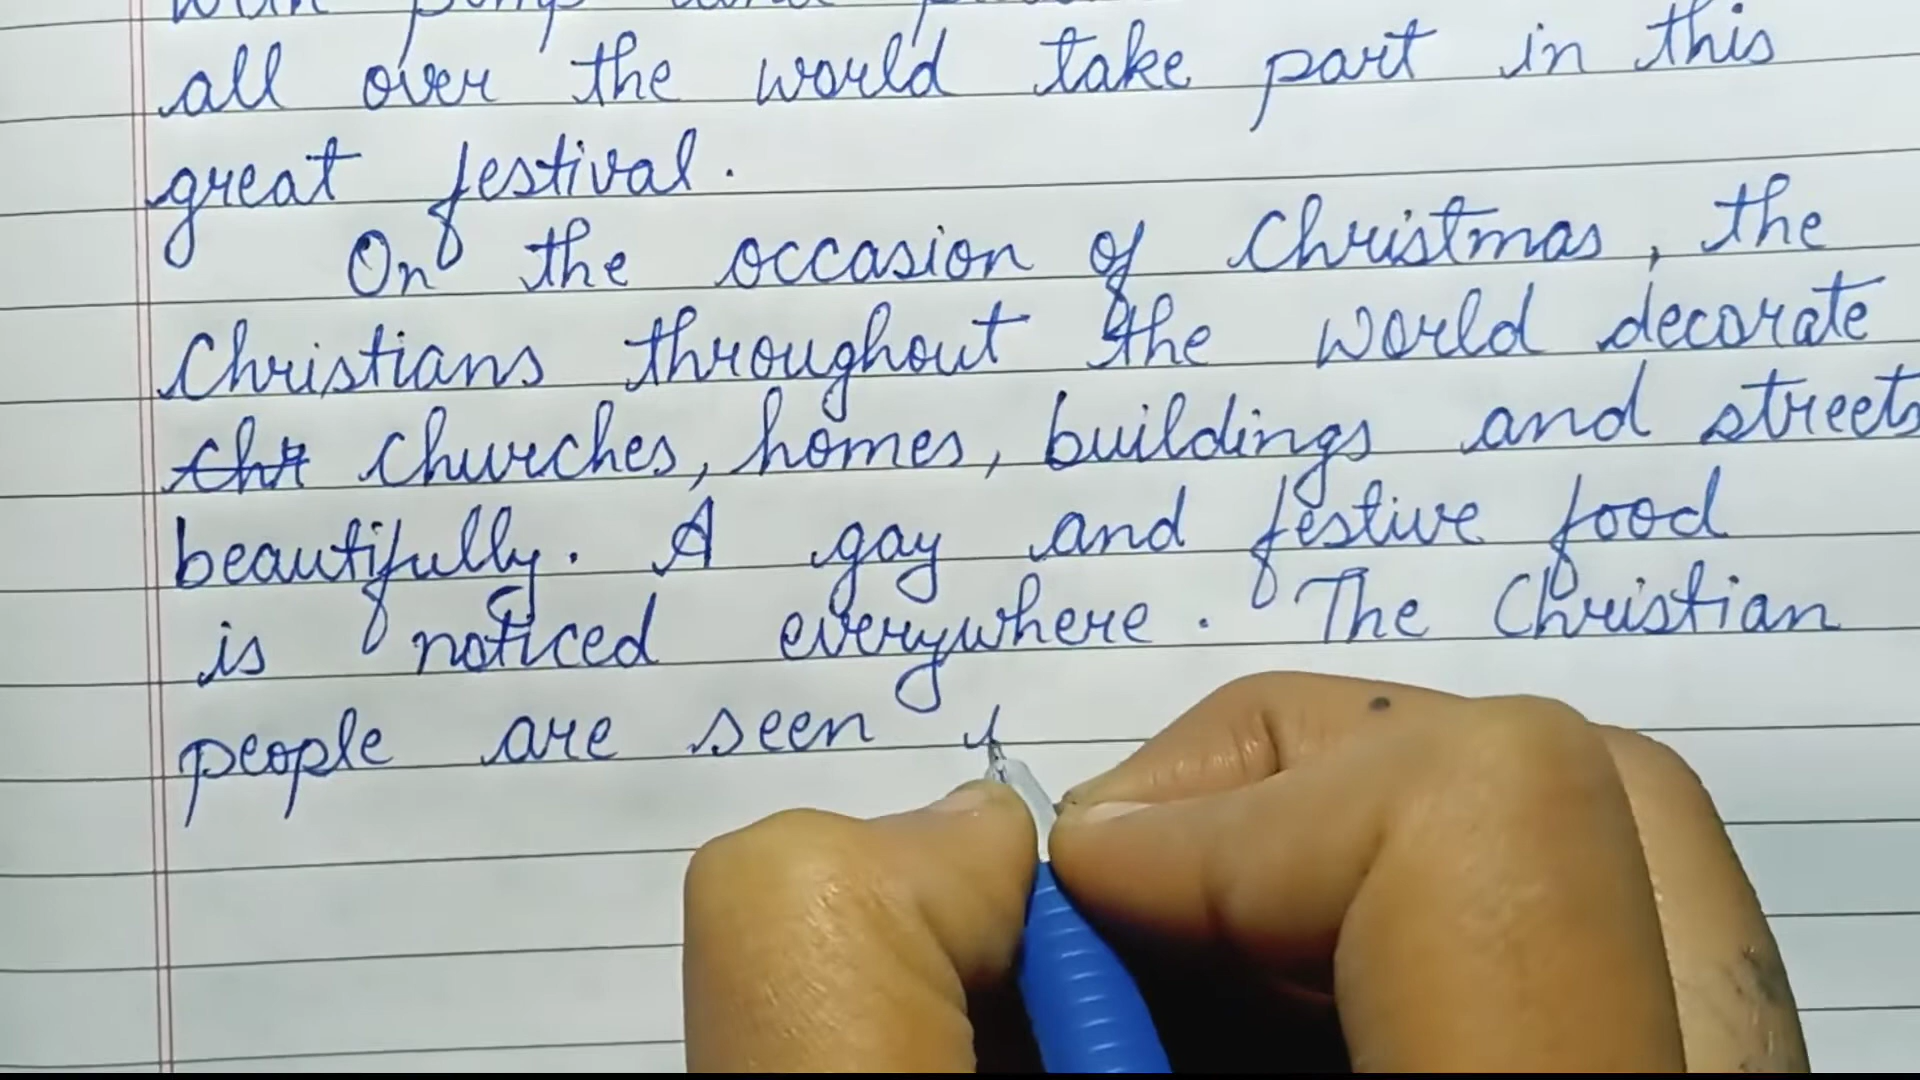 all over the world take part in this
great festival.
On the occasion of Christmas, the
Christians throughout the world decorate
churches, homes, buildings and streets
beautifully. A gay and festive food
is noticed everywhere. The Christian
people are seen